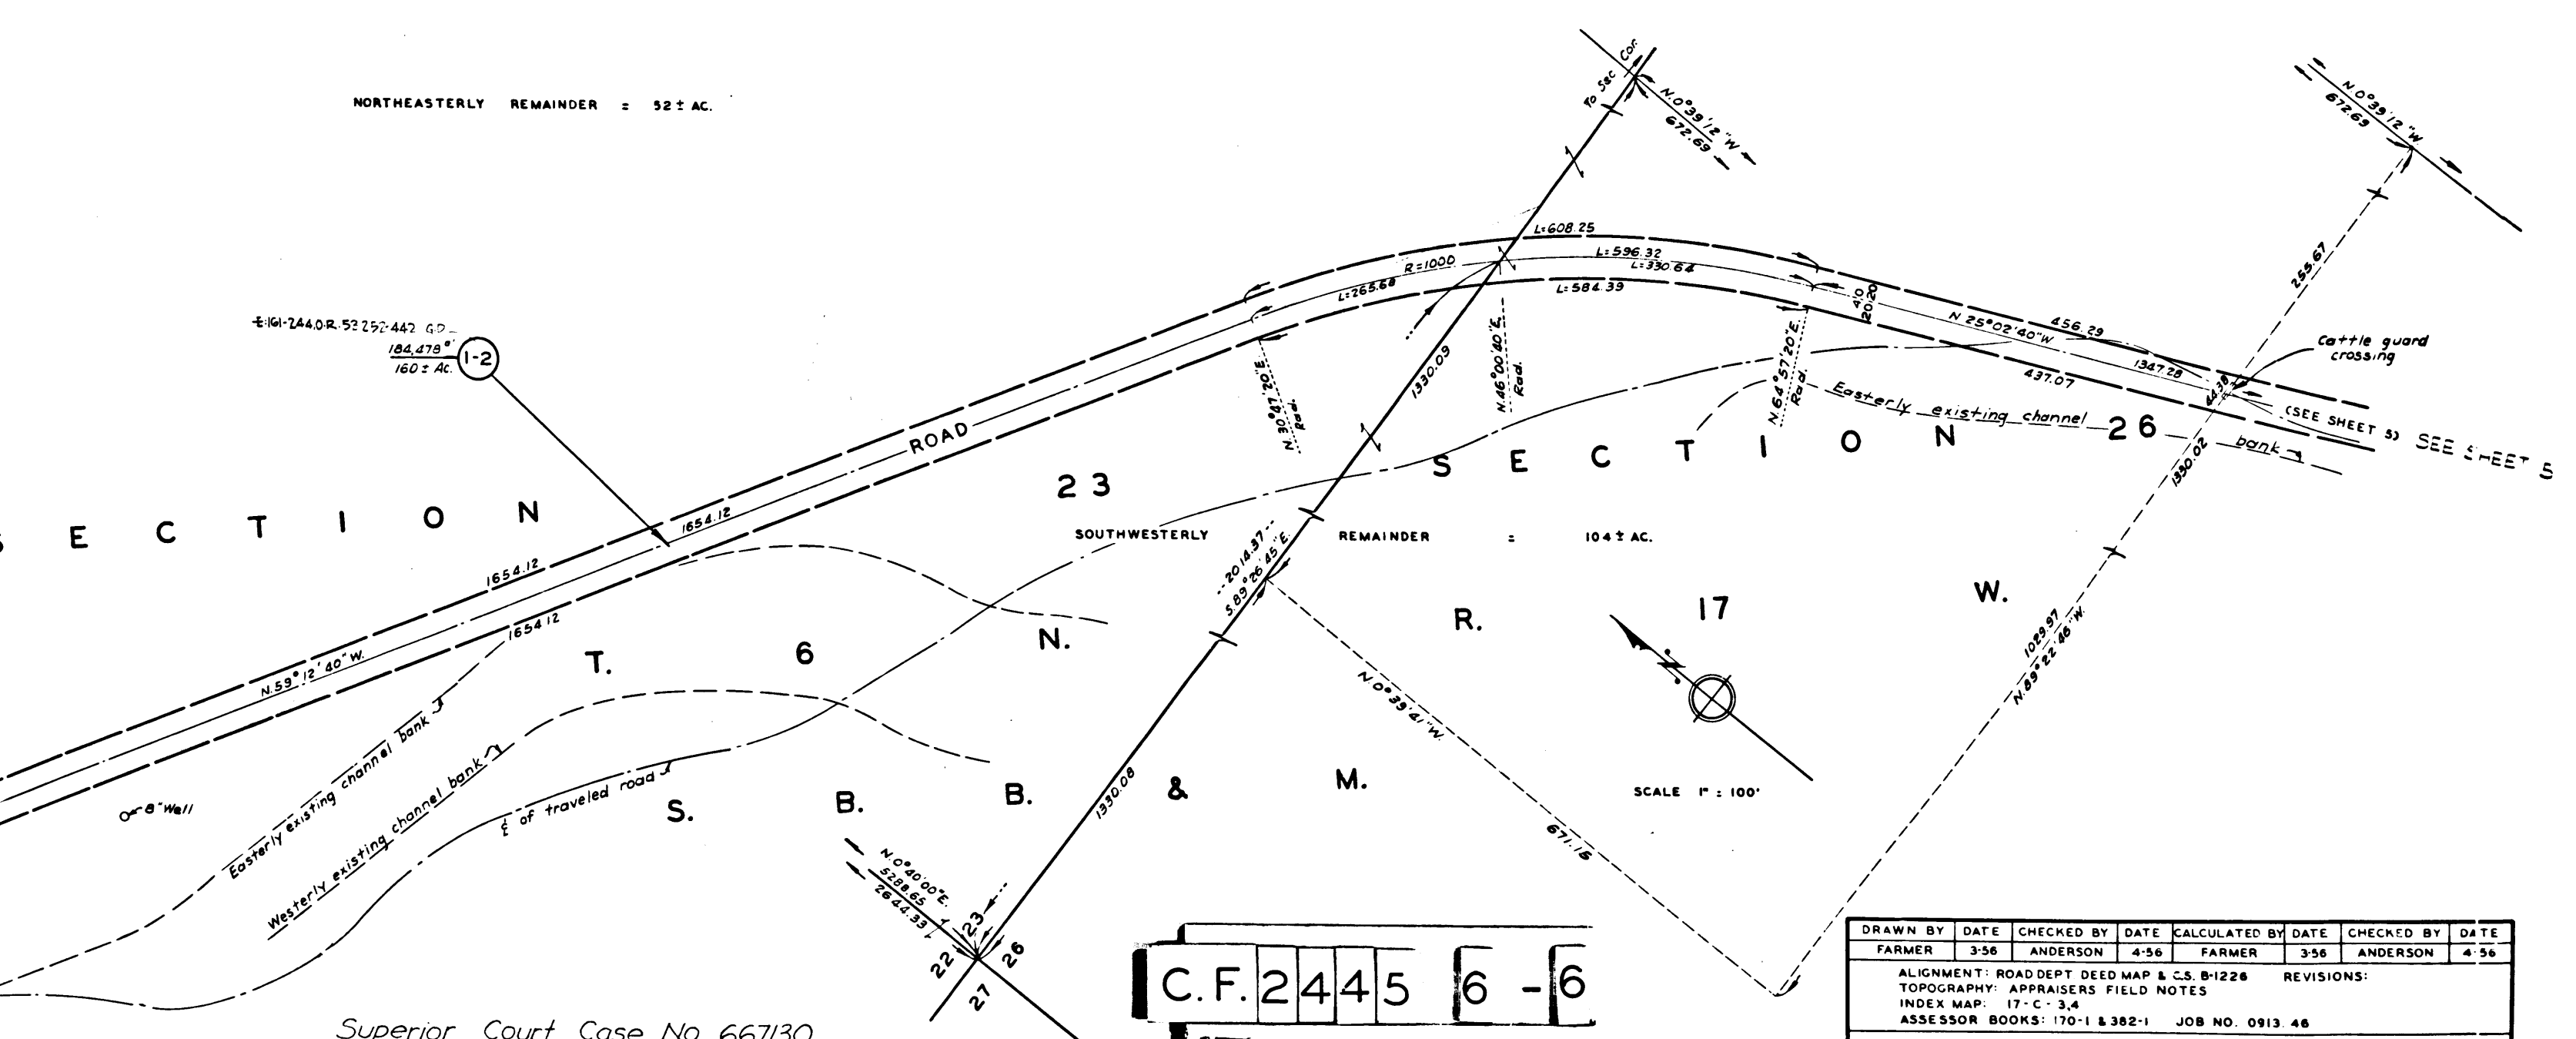 NORTHEASTERLY REMAINDER = 52 ± AC.
To Sec Cor.
N.0°39'12"W
672.69
N.0°39'12"W
672.69
255.67
L=608.25
L=596.32
L=330.64
R=1000
L=265.68
L=584.39
40
20 20
N 25°02'40"W
456.29
Cattle guard
crossing
1347.28
437.07
44.38
(SEE SHEET 5)
SEE SHEET 5
184,478
160 ± AC.
1-2
N.30°47'20"E.
Rad.
1330.09
N.46°00'40"E.
Rad.
N.64°57'20"E.
Rad.
Easterly existing channel
bank
1330.02
ROAD
SECTION 23
SECTION 26
1654.12
1654.12
1654.12
N.59°12'40"W.
SOUTHWESTERLY REMAINDER = 104 ± AC.
2014.37
S.89°26'45"E.
T. 6 N. R. 17 W.
N
N.0°39'41"W.
671.15
1029.97
N.89°22'46"W.
Easterly existing channel bank
Westerly existing channel bank
8" Well
℄ of traveled road
S. B. B. & M.
SCALE 1" = 100'
1330.08
N.0°40'00"E.
5288.65
2644.33
23
22
26
27
Superior Court Case No 667130
C.F. 2445 6-6
DRAWN BY DATE CHECKED BY DATE CALCULATED BY DATE CHECKED BY DATE
FARMER 3-56 ANDERSON 4-56 FARMER 3-56 ANDERSON 4-56
ALIGNMENT: ROAD DEPT DEED MAP & C.S. B-1226 REVISIONS:
TOPOGRAPHY: APPRAISERS FIELD NOTES
INDEX MAP: 17-C-3,4
ASSESSOR BOOKS: 170-1 & 382-1 JOB NO. 0913.46